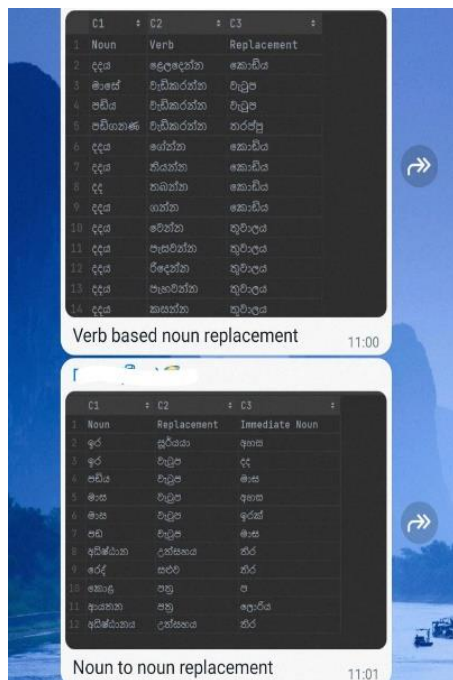 C1 C2 C3
1 Noun Verb Replacement
2 දදය ළෙලදෙන්න කොඩිය
3 මාසේ වැඩිකරන්න වැටුප
4 පඩිය වැඩිකරන්න වැටුප
5 පඩිගනණ වැඩිකරන්න තරප්පු
6 දදය ගේන්න කොඩිය
7 දදය තියන්න කොඩිය
8 දද තබන්න කොඩිය
9 දදය ගන්න කොඩිය
10 දදය වෙන්න තුවාලය
11 දදය පැසවන්න තුවාලය
12 දදය රිදෙන්න තුවාලය
13 දදය පැහවන්න තුවාලය
14 දදය කසන්න තුවාලය
Verb based noun replacement 11:00
C1 C2 C3
1 Noun Replacement Immediate Noun
2 ඉර සූර්යයා අහස
3 ඉර වැටුප දද
4 පඩිය වැටුප මාස
5 මාස වැටුප අහස
6 මාස වැටුප ඉරක්
7 පඩි වැටුප මාස
8 අධිෂ්ඨාන උත්සහය තිර
9 රෙද් සළුව තිර
10 කොළ පත්‍ර ප
11 ආයතන පත්‍ර ලොරිය
12 අධිෂ්ඨානය උත්සහය තිර
Noun to noun replacement 11:01